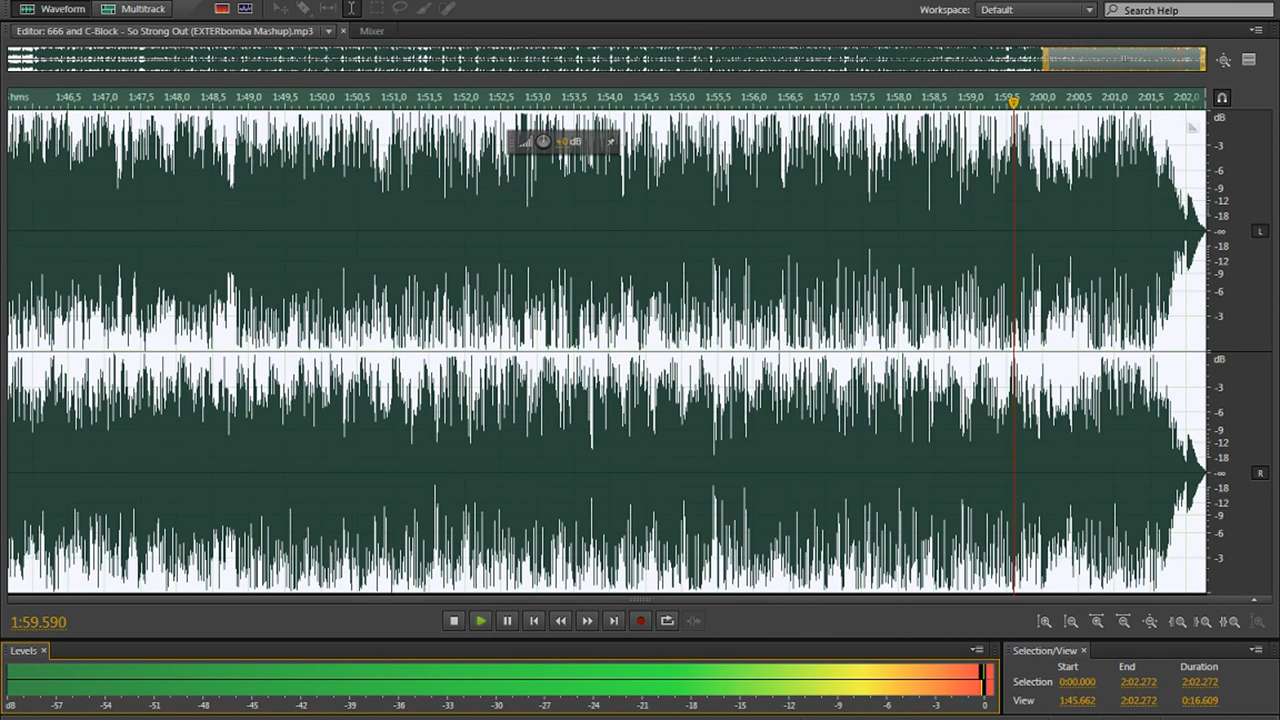 Waveform Multitrack Workspace: Default Search Help
Editor: 666 and C-Block - So Strong Out (EXTERbomba Mashup).mp3 Mixer
hms 1:46,5 1:47,0 1:47,5 1:48,0 1:48,5 1:49,0 1:49,5 1:50,0 1:50,5 1:51,0 1:51,5 1:52,0 1:52,5 1:53,0 1:53,5 1:54,0 1:54,5 1:55,0 1:55,5 1:56,0 1:56,5 1:57,0 1:57,5 1:58,0 1:58,5 1:59,0 1:59,5 2:00,0 2:00,5 2:01,0 2:01,5 2:02,0
dB
+0 dB
-3
-6
-9
-12
-18
-∞ L
-18
-12
-9
-6
-3
dB
-3
-6
-9
-12
-18
-∞ R
-18
-12
-9
-6
-3
1:59.590
Levels Selection/View
Start End Duration
Selection 0:00.000 2:02.272 2:02.272
View 1:45.662 2:02.272 0:16.609
dB -57 -54 -51 -48 -45 -42 -39 -36 -33 -30 -27 -24 -21 -18 -15 -12 -9 -6 -3 0